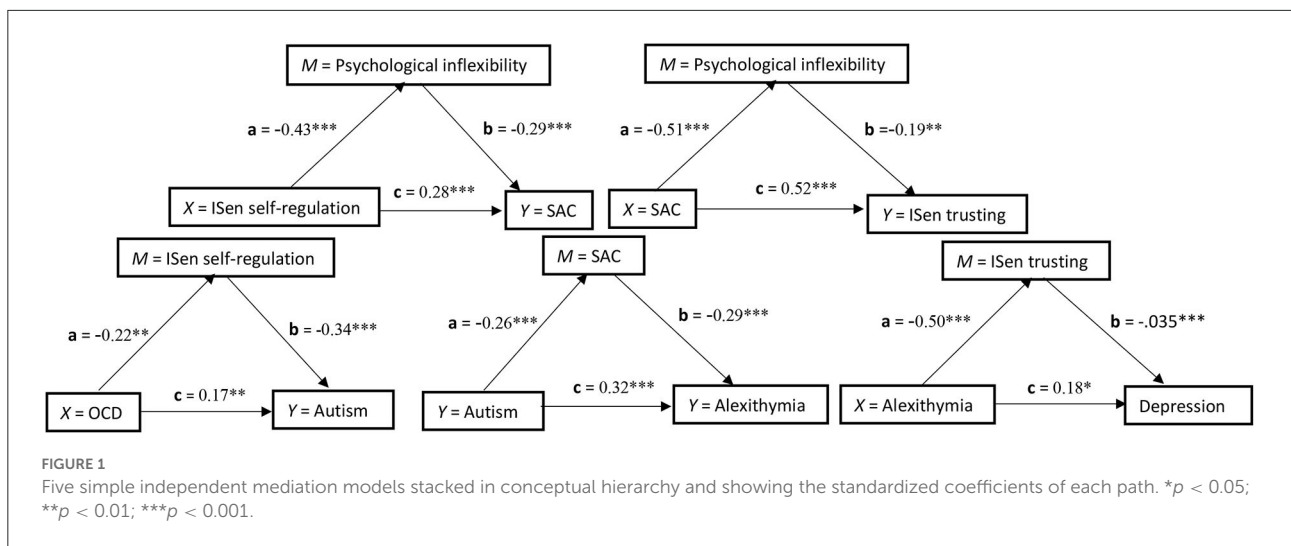 M = Psychological inflexibility
a = -0.43***
b = -0.29***
X = ISen self-regulation
c = 0.28***
Y = SAC
M = Psychological inflexibility
a = -0.51***
b =-0.19**
X = SAC
c = 0.52***
Y = ISen trusting
M = ISen self-regulation
a = -0.22**
b = -0.34***
X = OCD
c = 0.17**
Y = Autism
M = SAC
a = -0.26***
b = -0.29***
Y = Autism
c = 0.32***
Y = Alexithymia
M = ISen trusting
a = -0.50***
b = -.035***
X = Alexithymia
c = 0.18*
Depression
FIGURE 1
Five simple independent mediation models stacked in conceptual hierarchy and showing the standardized coefficients of each path. *p < 0.05;
**p < 0.01; ***p < 0.001.